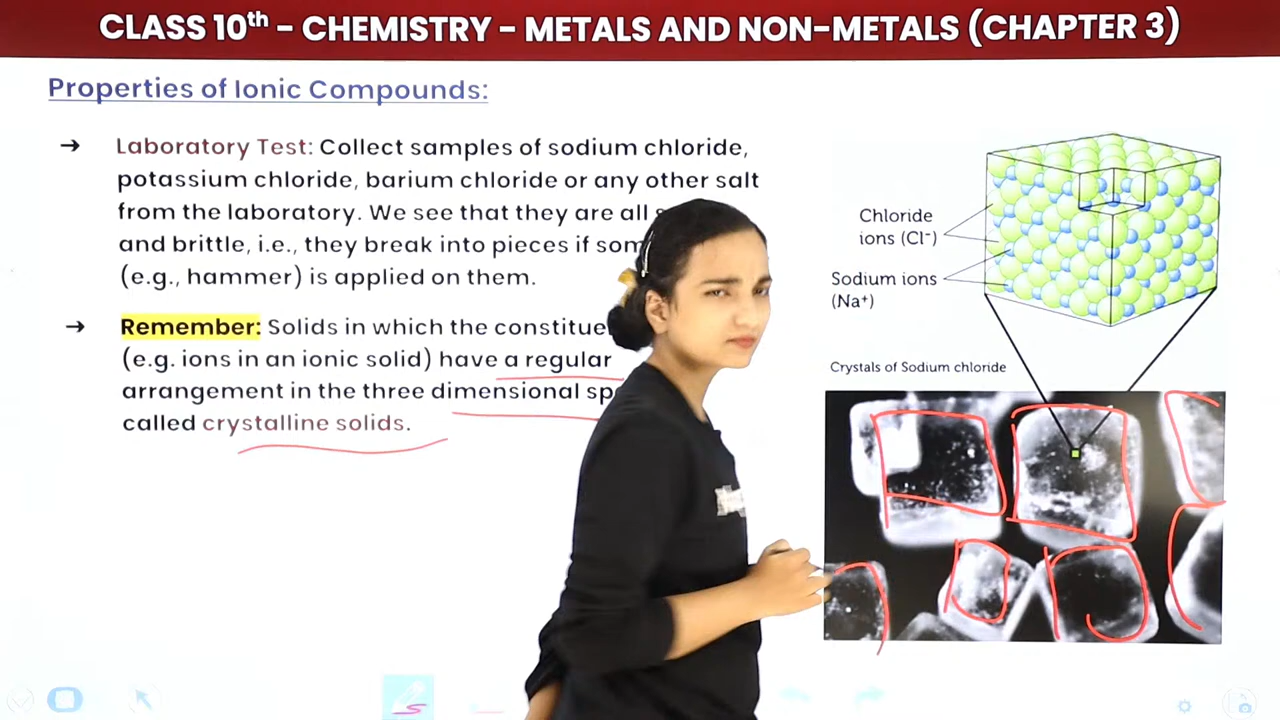 CLASS 10th - CHEMISTRY - METALS AND NON-METALS (CHAPTER 3)
Properties of Ionic Compounds:
→ Laboratory Test: Collect samples of sodium chloride,
potassium chloride, barium chloride or any other salt
from the laboratory. We see that they are all
and brittle, i.e., they break into pieces if
(e.g., hammer) is applied on them.
→ Remember: Solids in which the
(e.g. ions in an ionic solid) have a regular
arrangement in the three dimensional
called crystalline solids.
Chloride
ions (Cl⁻)
Sodium ions
(Na⁺)
Crystals of Sodium chloride